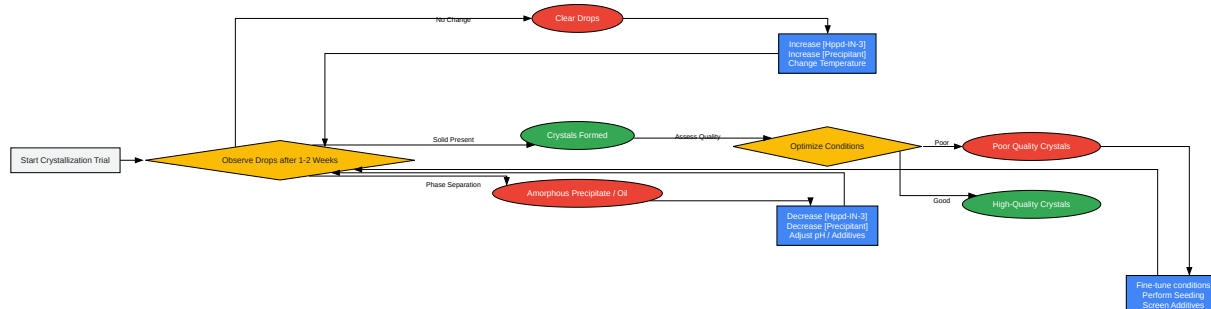 No Change
Clear Drops
Increase [Hppd-IN-3]
Increase [Precipitant]
Change Temperature
Start Crystallization Trial
Observe Drops after 1-2 Weeks
Solid Present
Crystals Formed
Assess Quality
Optimize Conditions
Poor
Poor Quality Crystals
Phase Separation
Amorphous Precipitate / Oil
Good
High-Quality Crystals
Decrease [Hppd-IN-3]
Decrease [Precipitant]
Adjust pH / Additives
Fine-tune conditions
Perform Seeding
Screen Additives